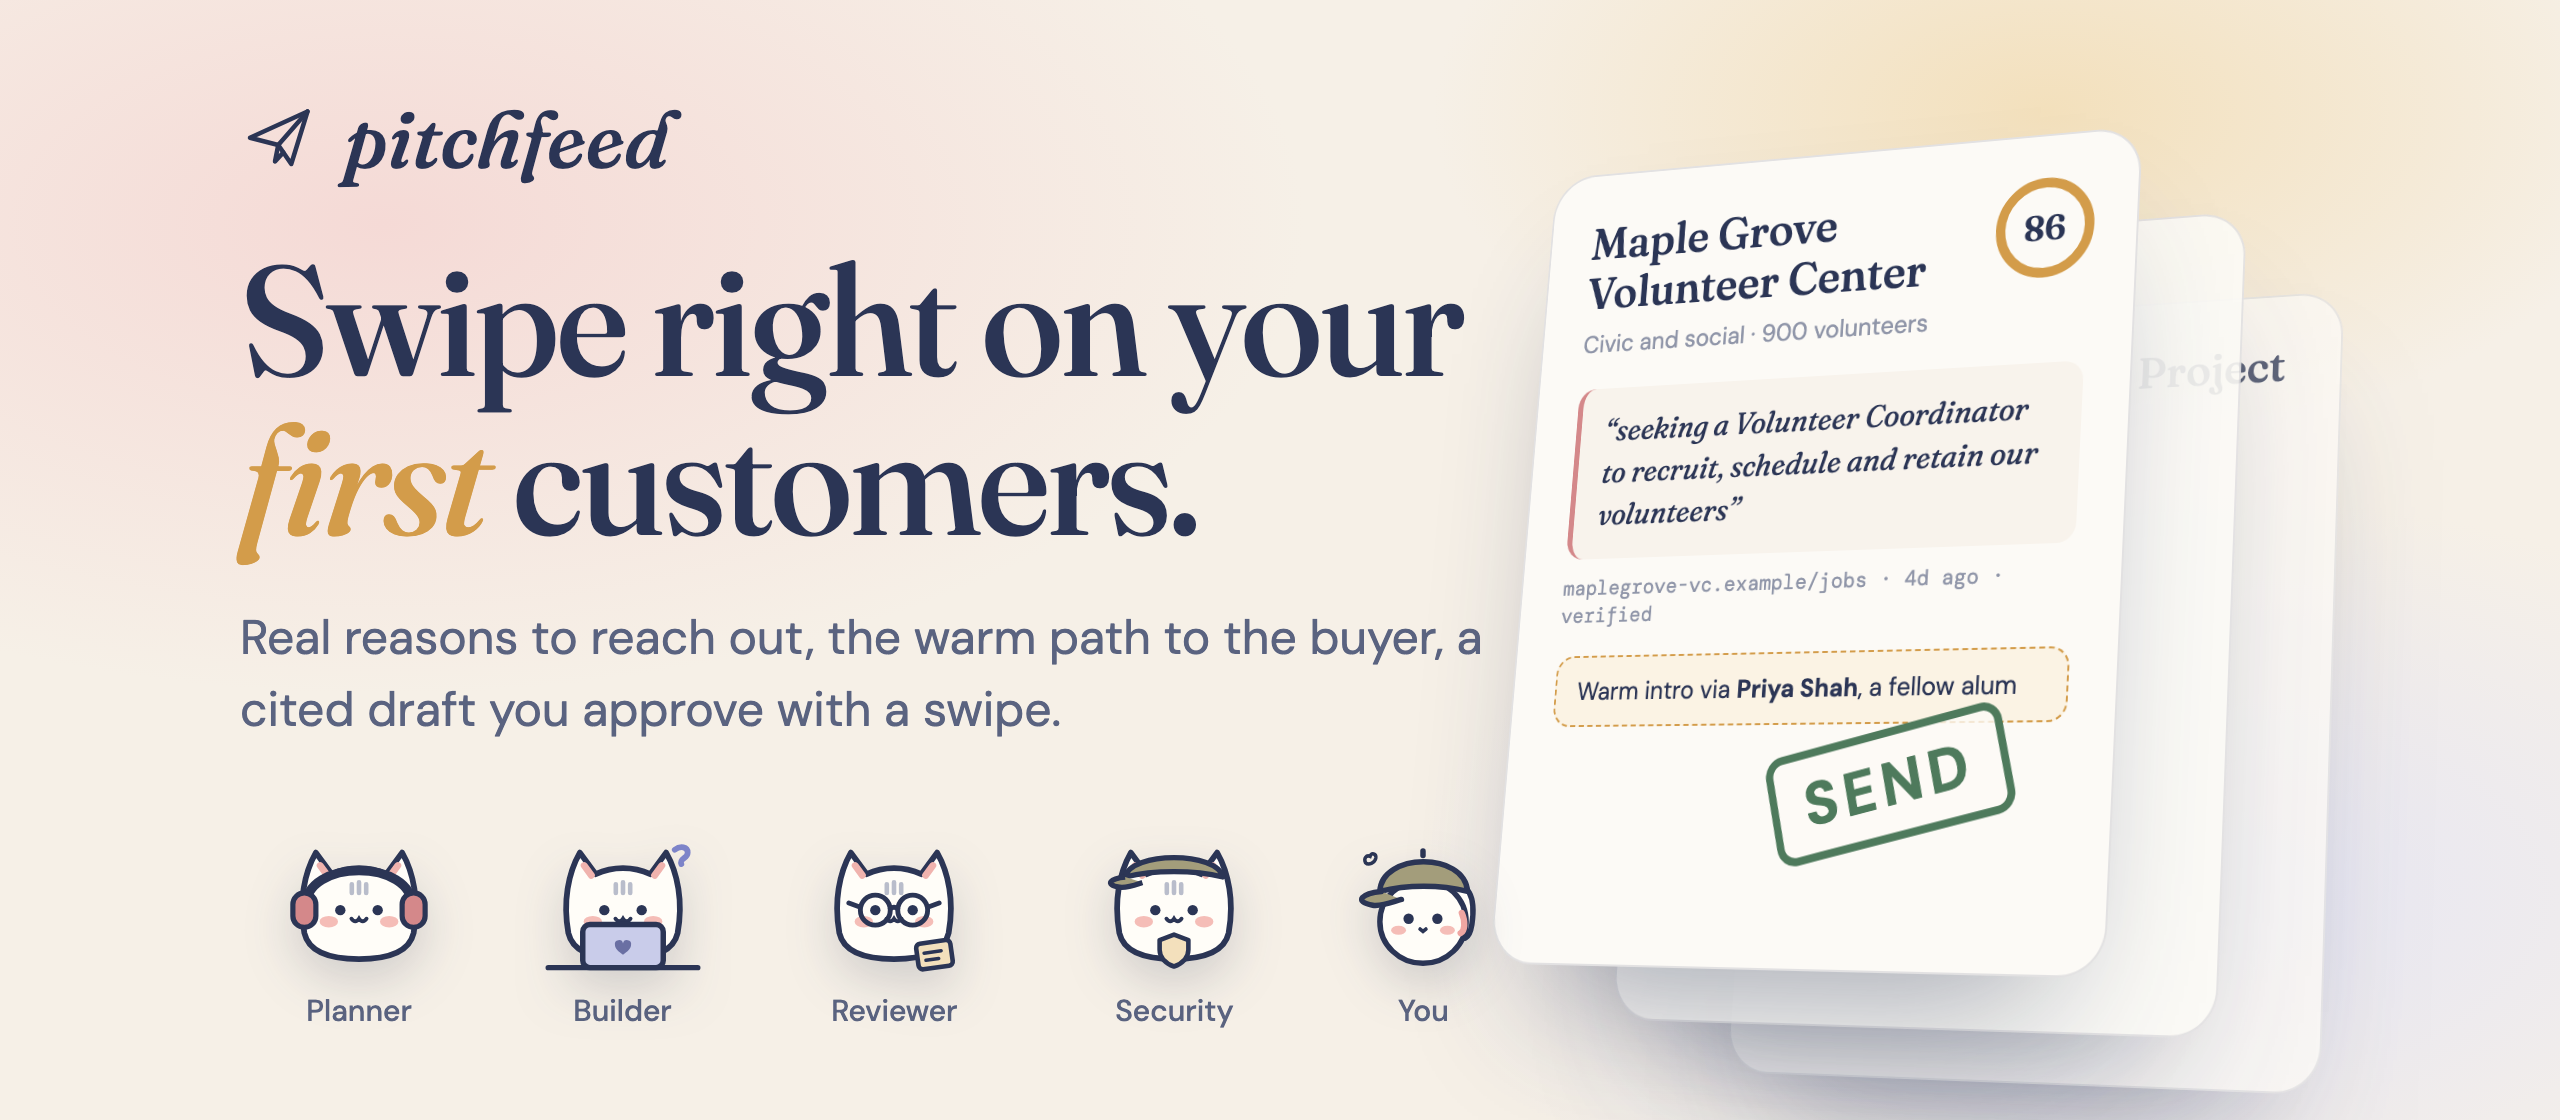 pitchfeed
Swipe right on your
first customers.
Real reasons to reach out, the warm path to the buyer, a
cited draft you approve with a swipe.
Planner
Builder
Reviewer
Security
You
Maple Grove
Volunteer Center
86
Civic and social · 900 volunteers
“seeking a Volunteer Coordinator
to recruit, schedule and retain our
volunteers”
maplegrove-vc.example/jobs · 4d ago ·
verified
Warm intro via Priya Shah, a fellow alum
SEND
Project